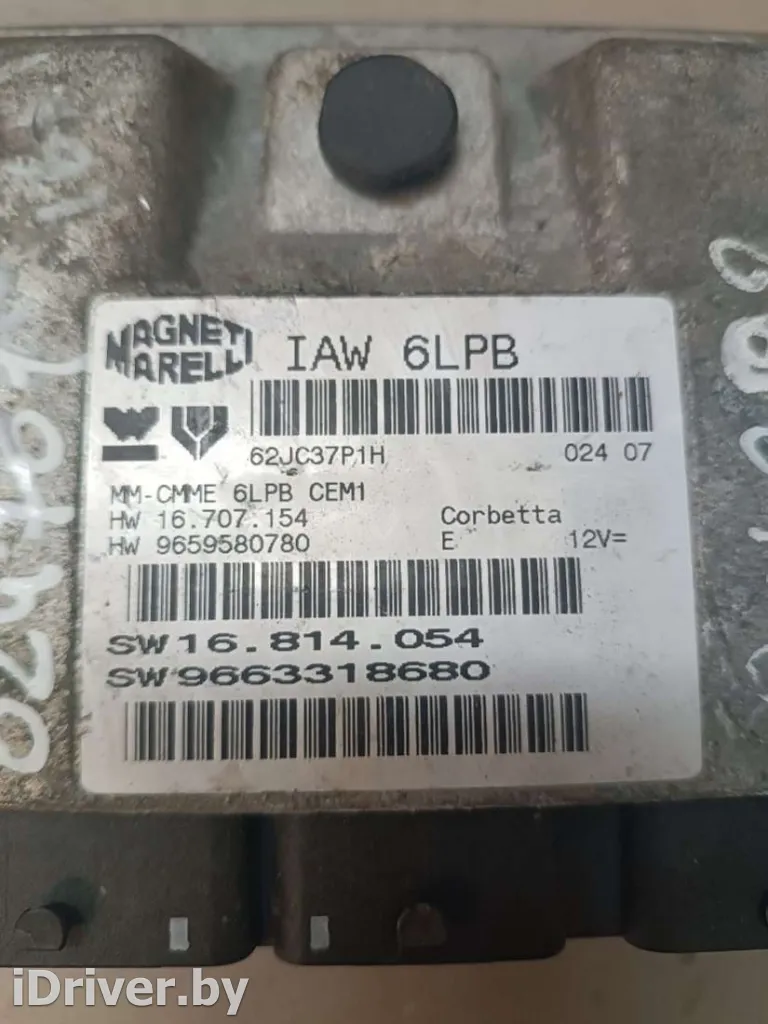 MAGNETI
MARELLI
IAW 6LPB
62JC37P1H 024 07
MM-CMME 6LPB CEM1
HW 16.707.154 Corbetta
HW 9659580780 E 12V=
SW16.814.054
SW9663318680
iDriver.by